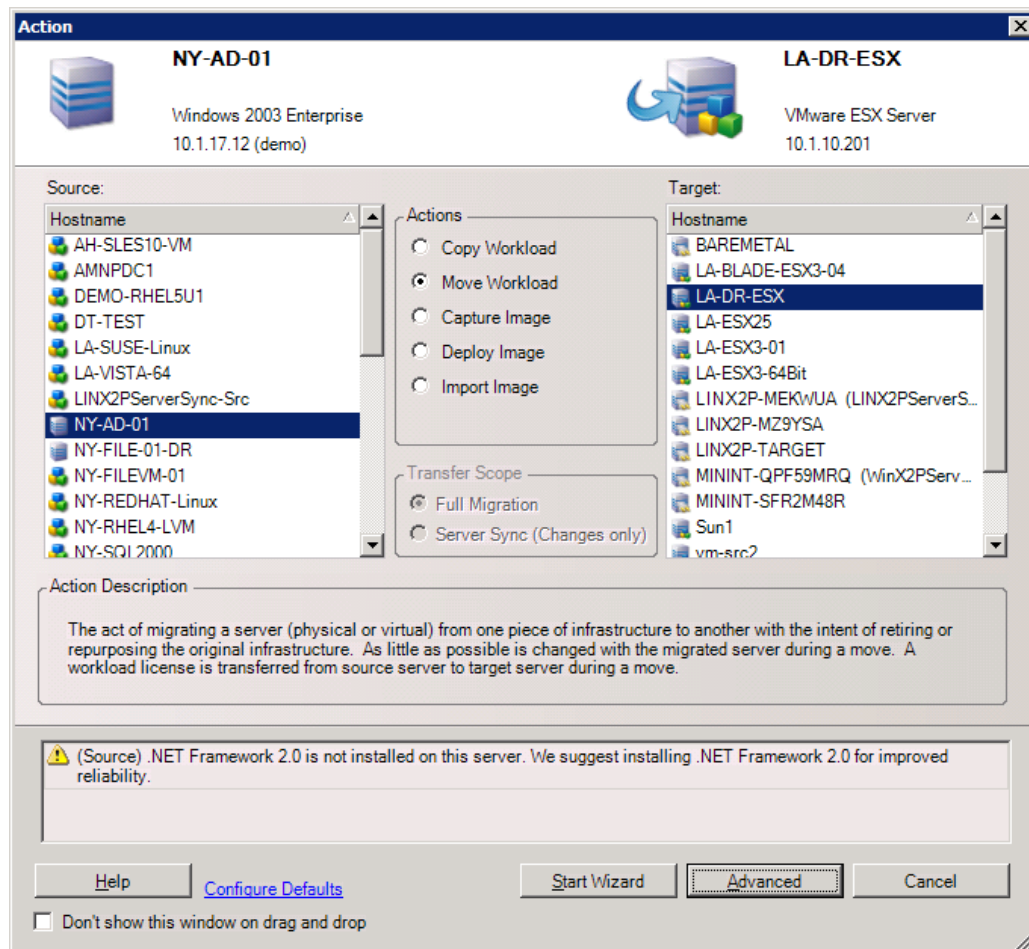 Action
NY-AD-01
Windows 2003 Enterprise
10.1.17.12 (demo)
LA-DR-ESX
VMware ESX Server
10.1.10.201
Source:
Hostname
AH-SLES10-VM
AMNPDC1
DEMO-RHEL5U1
DT-TEST
LA-SUSE-Linux
LA-VISTA-64
LINX2PServerSync-Src
NY-AD-01
NY-FILE-01-DR
NY-FILEVM-01
NY-REDHAT-Linux
NY-RHEL4-LVM
NY-SQL2000
Actions
Copy Workload
Move Workload
Capture Image
Deploy Image
Import Image
Transfer Scope
Full Migration
Server Sync (Changes only)
Target:
Hostname
BAREMETAL
LA-BLADE-ESX3-04
LA-DR-ESX
LA-ESX25
LA-ESX3-01
LA-ESX3-64Bit
LINX2P-MEKWUA (LINX2PServerS...
LINX2P-MZ9YSA
LINX2P-TARGET
MININT-QPF59MRQ (WinX2PServ...
MININT-SFR2M48R
Sun1
vm-src2
Action Description
The act of migrating a server (physical or virtual) from one piece of infrastructure to another with the intent of retiring or
repurposing the original infrastructure. As little as possible is changed with the migrated server during a move. A
workload license is transferred from source server to target server during a move.
(Source) .NET Framework 2.0 is not installed on this server. We suggest installing .NET Framework 2.0 for improved
reliability.
Help
Configure Defaults
Start Wizard
Advanced
Cancel
Don't show this window on drag and drop